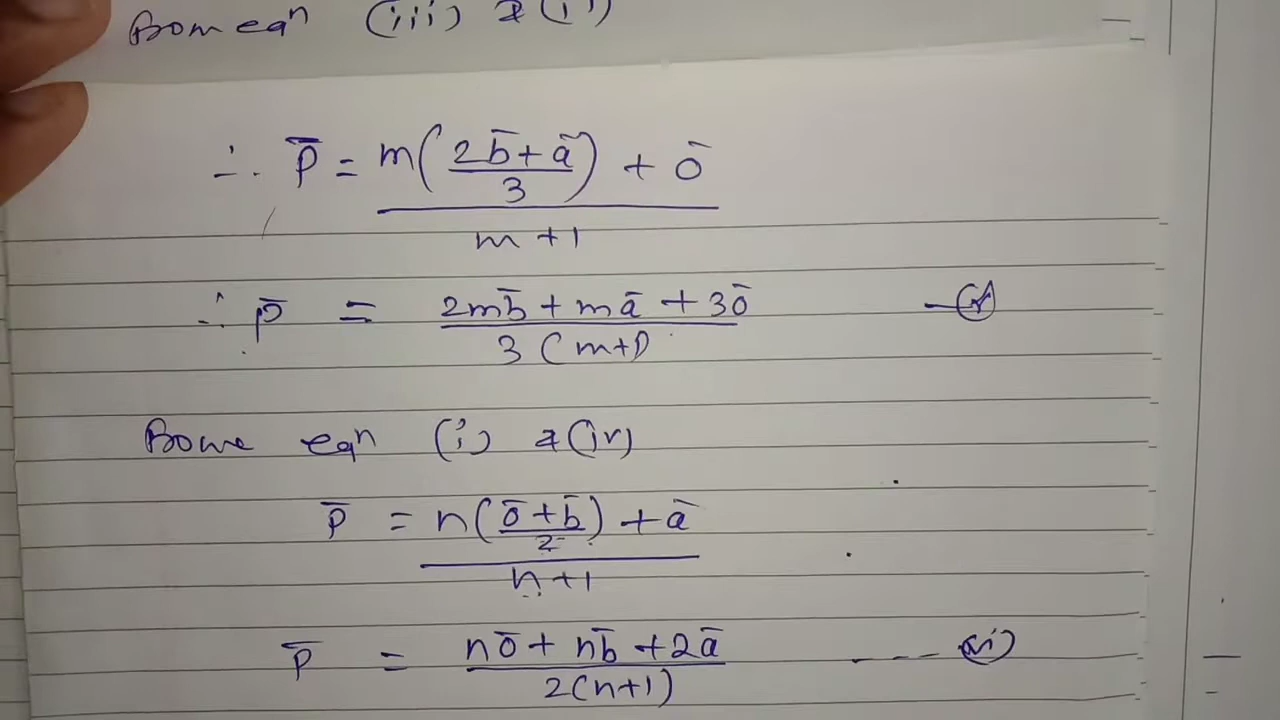 From eqn (iii) & (ii)
∴ p̄ = (m((2b̄ + ā)/3) + ō)/(m + 1)
∴ p̄ = (2mb̄ + mā + 3ō)/(3(m+1)) —(v)
From eqn (i) & (iv)
p̄ = (n((ō + b̄)/2) + ā)/(n + 1)
p̄ = (nō + nb̄ + 2ā)/(2(n+1)) ---- (vi)